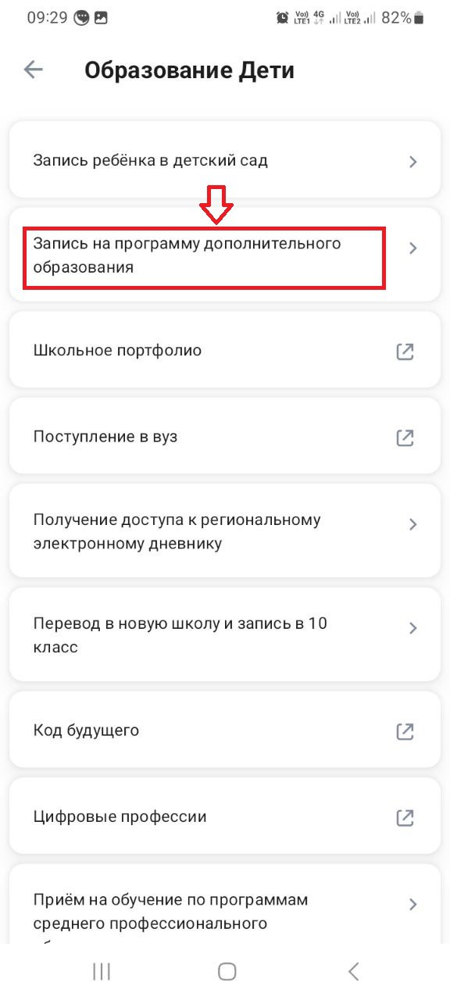 09:29 Vo)) 4G Vo)) 82%
LTE1 LTE2
Образование Дети
Запись ребёнка в детский сад
Запись на программу дополнительного
образования
Школьное портфолио
Поступление в вуз
Получение доступа к региональному
электронному дневнику
Перевод в новую школу и запись в 10
класс
Код будущего
Цифровые профессии
Приём на обучение по программам
среднего профессионального